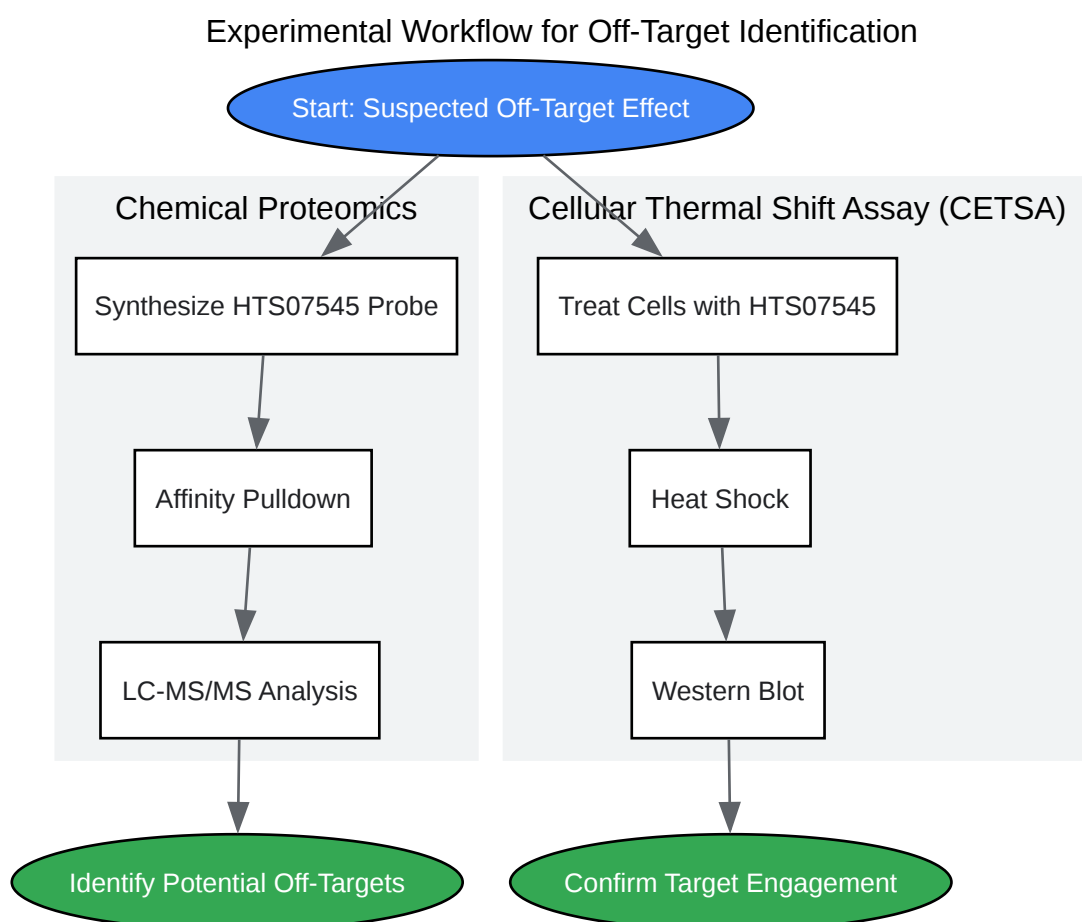 Experimental Workflow for Off-Target Identification
Start: Suspected Off-Target Effect
Chemical Proteomics
Synthesize HTS07545 Probe
Affinity Pulldown
LC-MS/MS Analysis
Identify Potential Off-Targets
Cellular Thermal Shift Assay (CETSA)
Treat Cells with HTS07545
Heat Shock
Western Blot
Confirm Target Engagement